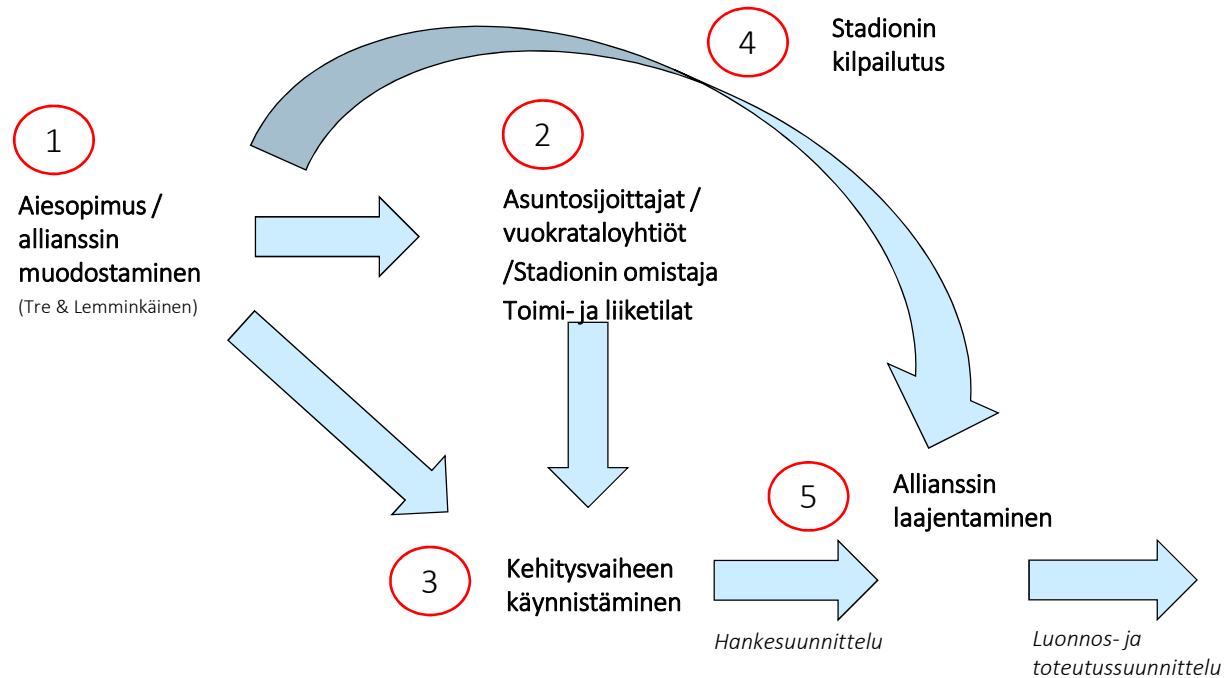 1
Aiesopimus /
allianssin
muodostaminen
(Tre & Lemminkäinen)
2
Asuntosijoittajat /
vuokrataloyhtiöt
/Stadionin omistaja
Toimi- ja liiketilat
3
Kehitysvaiheen
käynnistäminen
4
Stadionin
kilpailutus
5
Allianssin
laajentaminen
Hankesuunnittelu
Luonnos- ja
toteutussuunnittelu